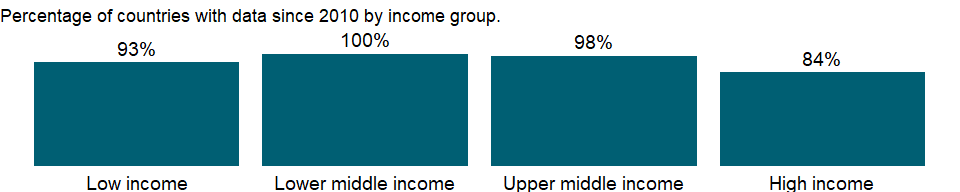 Percentage of countries with data since 2010 by income group.
93%
100%
98%
84%
Low income
Lower middle income
Upper middle income
High income